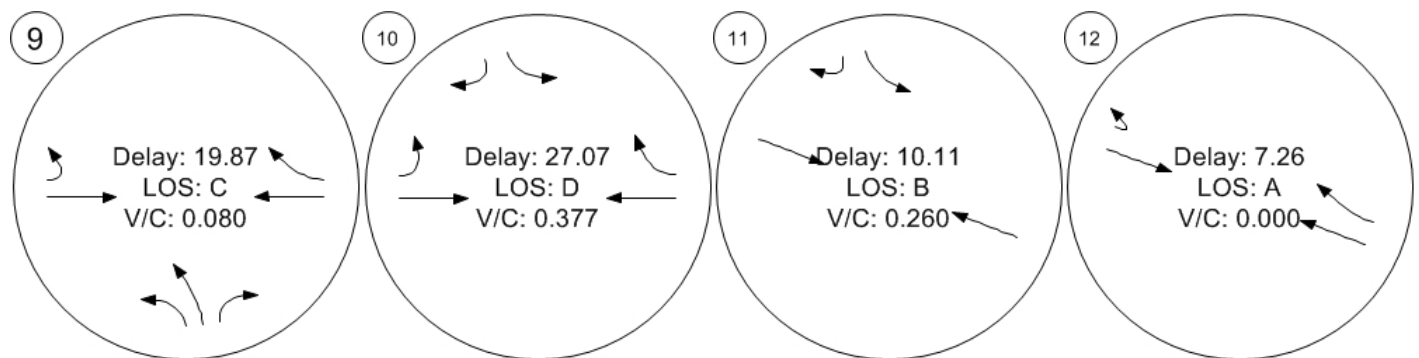 9
Delay: 19.87
LOS: C
V/C: 0.080
10
Delay: 27.07
LOS: D
V/C: 0.377
11
Delay: 10.11
LOS: B
V/C: 0.260
12
Delay: 7.26
LOS: A
V/C: 0.000